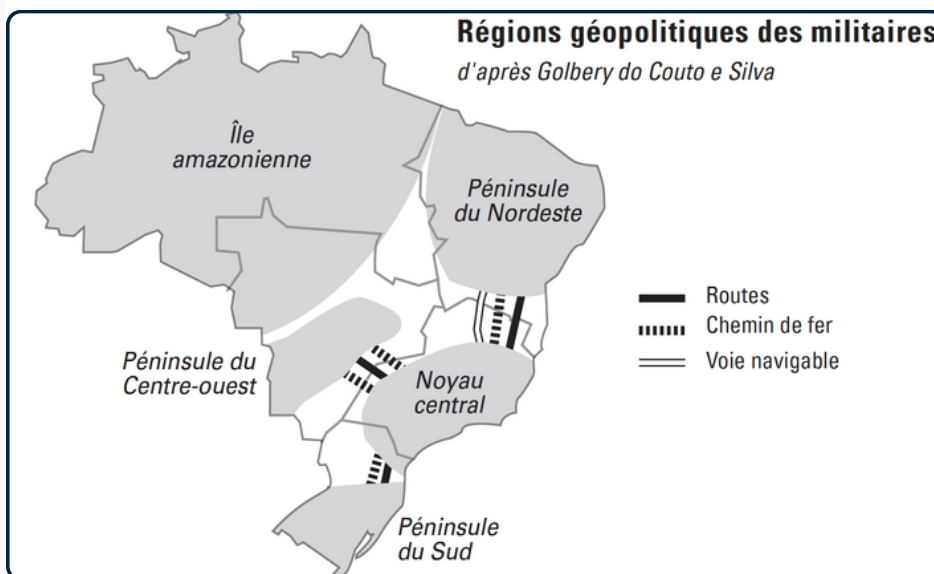 Régions géopolitiques des militaires
d'après Golbery do Couto e Silva
Île
amazonienne
Péninsule
du Nordeste
Routes
Chemin de fer
Voie navigable
Péninsule du
Centre-ouest
Noyau
central
Péninsule
du Sud